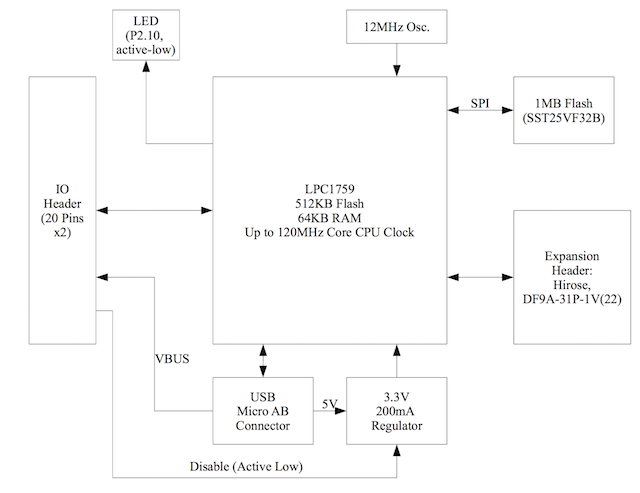 LED
(P2.10,
active-low)
12MHz Osc.
SPI
1MB Flash
(SST25VF32B)
IO
Header
(20 Pins
x2)
LPC1759
512KB Flash
64KB RAM
Up to 120MHz Core CPU Clock
Expansion
Header:
Hirose,
DF9A-31P-1V(22)
VBUS
USB
Micro AB
Connector
5V
3.3V
200mA
Regulator
Disable (Active Low)